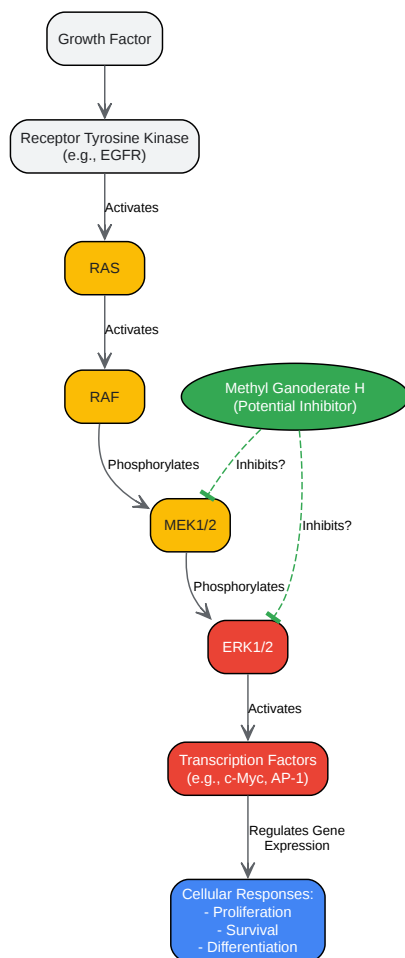 Growth Factor
Receptor Tyrosine Kinase
(e.g., EGFR)
Activates
RAS
Activates
RAF
Methyl Ganoderate H
(Potential Inhibitor)
Phosphorylates
Inhibits?
MEK1/2
Inhibits?
Phosphorylates
ERK1/2
Activates
Transcription Factors
(e.g., c-Myc, AP-1)
Regulates Gene
Expression
Cellular Responses:
- Proliferation
- Survival
- Differentiation